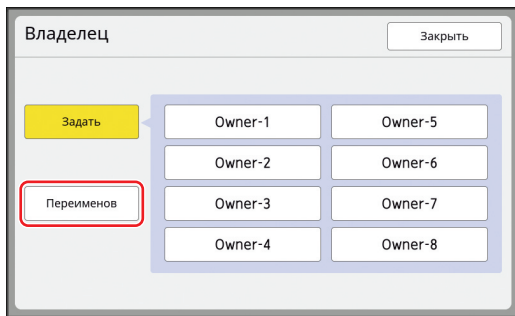 Владелец
Закрыть
Задать
Owner-1
Owner-5
Owner-2
Owner-6
Переименов
Owner-3
Owner-7
Owner-4
Owner-8